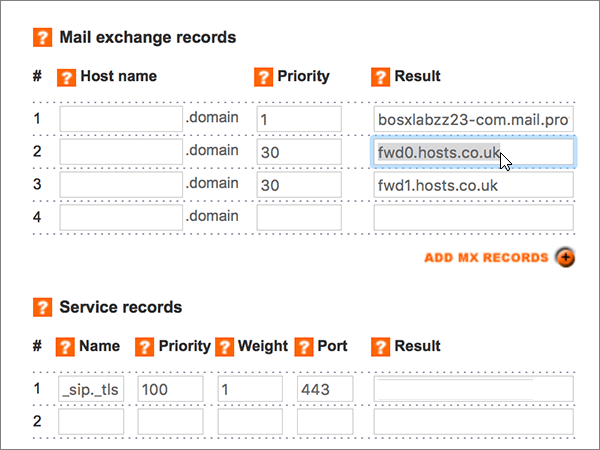 ? Mail exchange records
# ? Host name ? Priority ? Result
1 .domain 1 bosxlabzz23-com.mail.pro
2 .domain 30 fwd0.hosts.co.uk
3 .domain 30 fwd1.hosts.co.uk
4 .domain
ADD MX RECORDS +
? Service records
# ? Name ? Priority ? Weight ? Port ? Result
1 _sip._tls 100 1 443
2